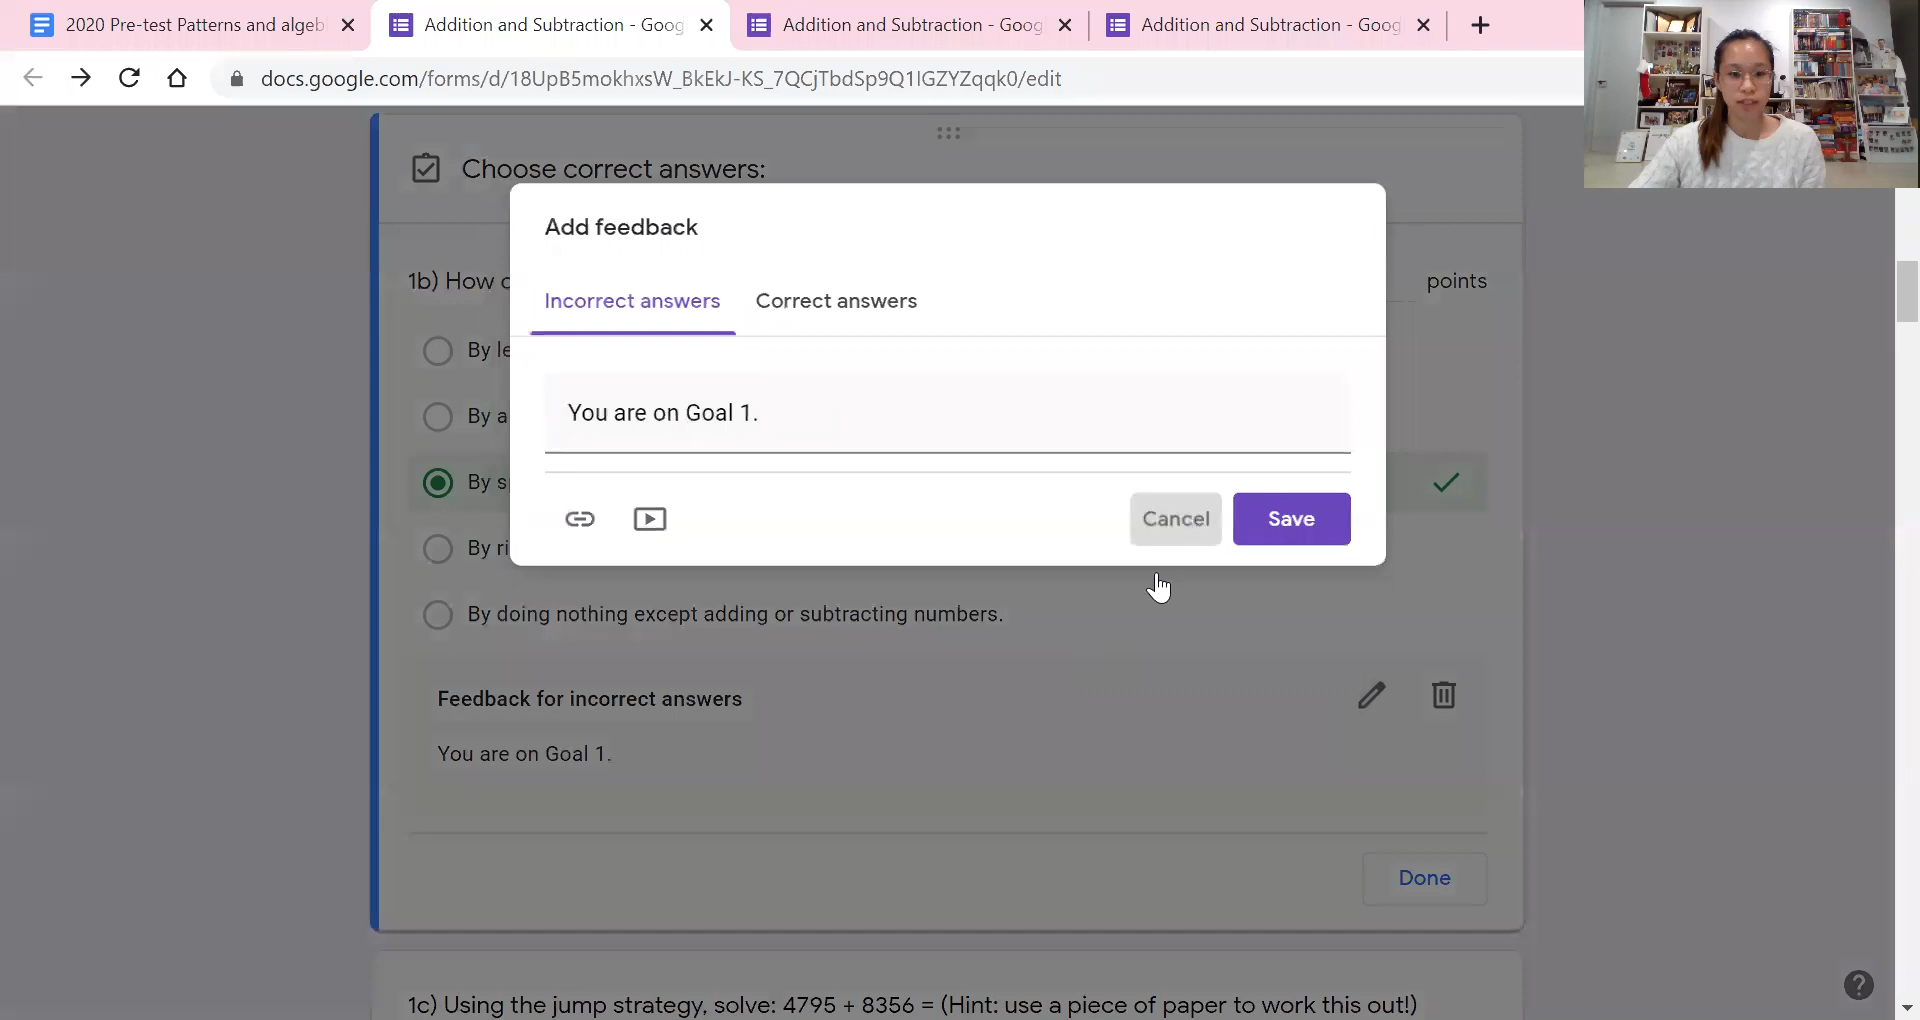 2020 Pre-test Patterns and algeb
Addition and Subtraction - Goog
Addition and Subtraction - Goog
Addition and Subtraction - Goog
docs.google.com/forms/d/18UpB5mokhxsW_BkEkJ-KS_7QCjTbdSp9Q1IGZYZqqk0/edit
Choose correct answers:
Add feedback
1b) How
points
Incorrect answers
Correct answers
By
By a
You are on Goal 1.
By
Cancel
Save
By
By doing nothing except adding or subtracting numbers.
Feedback for incorrect answers
You are on Goal 1.
Done
1c) Using the jump strategy, solve: 4795 + 8356 = (Hint: use a piece of paper to work this out!)